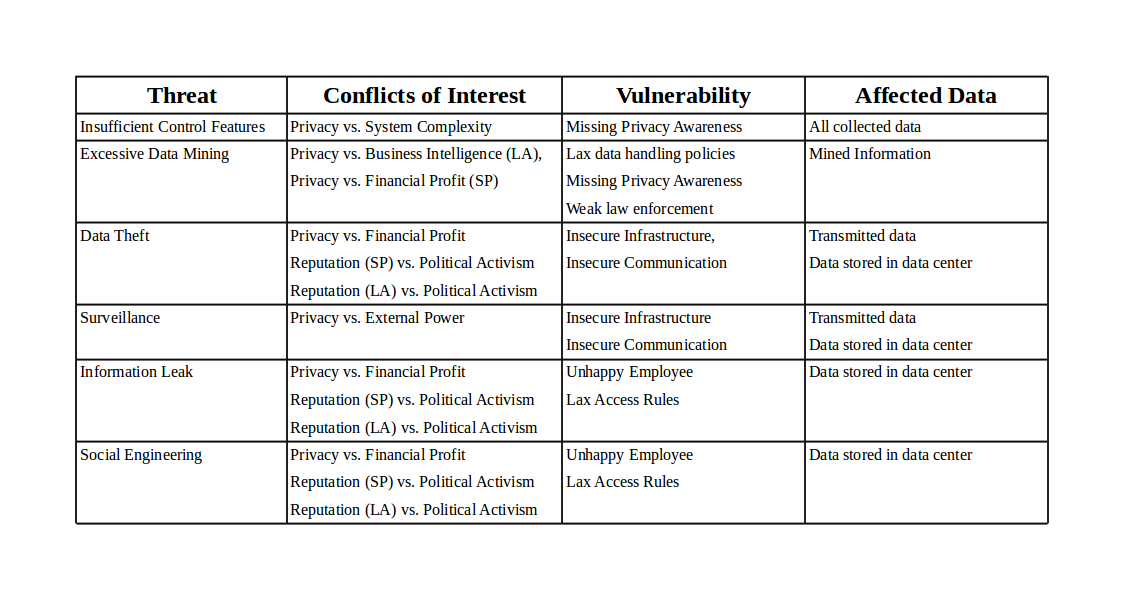 Threat Conflicts of Interest Vulnerability Affected Data
Insufficient Control Features Privacy vs. System Complexity Missing Privacy Awareness All collected data
Excessive Data Mining Privacy vs. Business Intelligence (LA), Lax data handling policies Mined Information
Privacy vs. Financial Profit (SP) Missing Privacy Awareness
Weak law enforcement
Data Theft Privacy vs. Financial Profit Insecure Infrastructure, Transmitted data
Reputation (SP) vs. Political Activism Insecure Communication Data stored in data center
Reputation (LA) vs. Political Activism
Surveillance Privacy vs. External Power Insecure Infrastructure Transmitted data
Insecure Communication Data stored in data center
Information Leak Privacy vs. Financial Profit Unhappy Employee Data stored in data center
Reputation (SP) vs. Political Activism Lax Access Rules
Reputation (LA) vs. Political Activism
Social Engineering Privacy vs. Financial Profit Unhappy Employee Data stored in data center
Reputation (SP) vs. Political Activism Lax Access Rules
Reputation (LA) vs. Political Activism